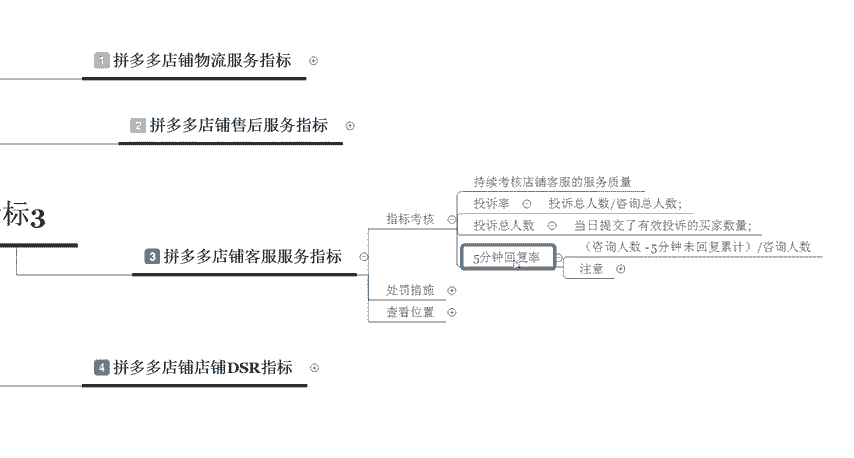 1 拼多多店铺物流服务指标
2 拼多多店铺售后服务指标
标3
3 拼多多店铺客服服务指标
指标考核
持续考核店铺客服的服务质量
投诉率 投诉总人数/咨询总人数;
投诉总人数 当日提交了有效投诉的买家数量;
5分钟回复率
（咨询人数 -5分钟未回复累计）/咨询人数
注意
处罚措施
查看位置
4 拼多多店铺店铺DSR指标